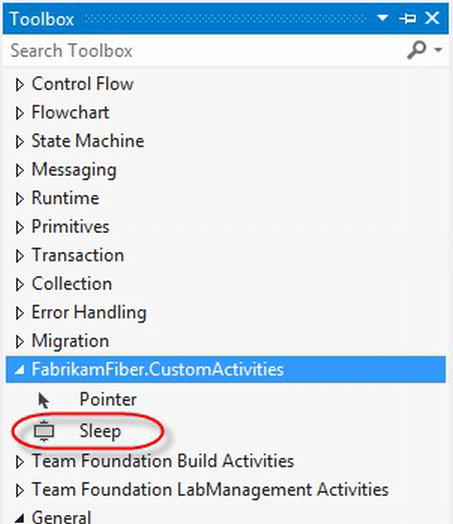 Toolbox
Search Toolbox
Control Flow
Flowchart
State Machine
Messaging
Runtime
Primitives
Transaction
Collection
Error Handling
Migration
FabrikamFiber.CustomActivities
Pointer
Sleep
Team Foundation Build Activities
Team Foundation LabManagement Activities
General